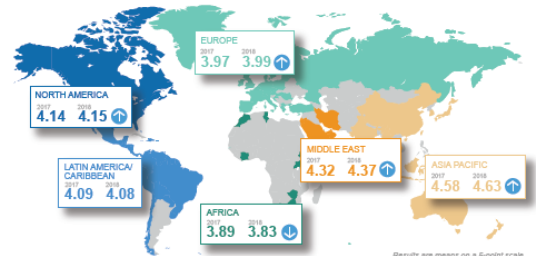 EUROPE
2017 2018
3.97 3.99
NORTH AMERICA
2017 2018
4.14 4.15
MIDDLE EAST
2017 2018
4.32 4.37
LATIN AMERICA/
CARIBBEAN
2017 2018
4.09 4.08
ASIA PACIFIC
2017 2018
4.58 4.63
AFRICA
2017 2018
3.89 3.83
Results are means on a 6-point scale